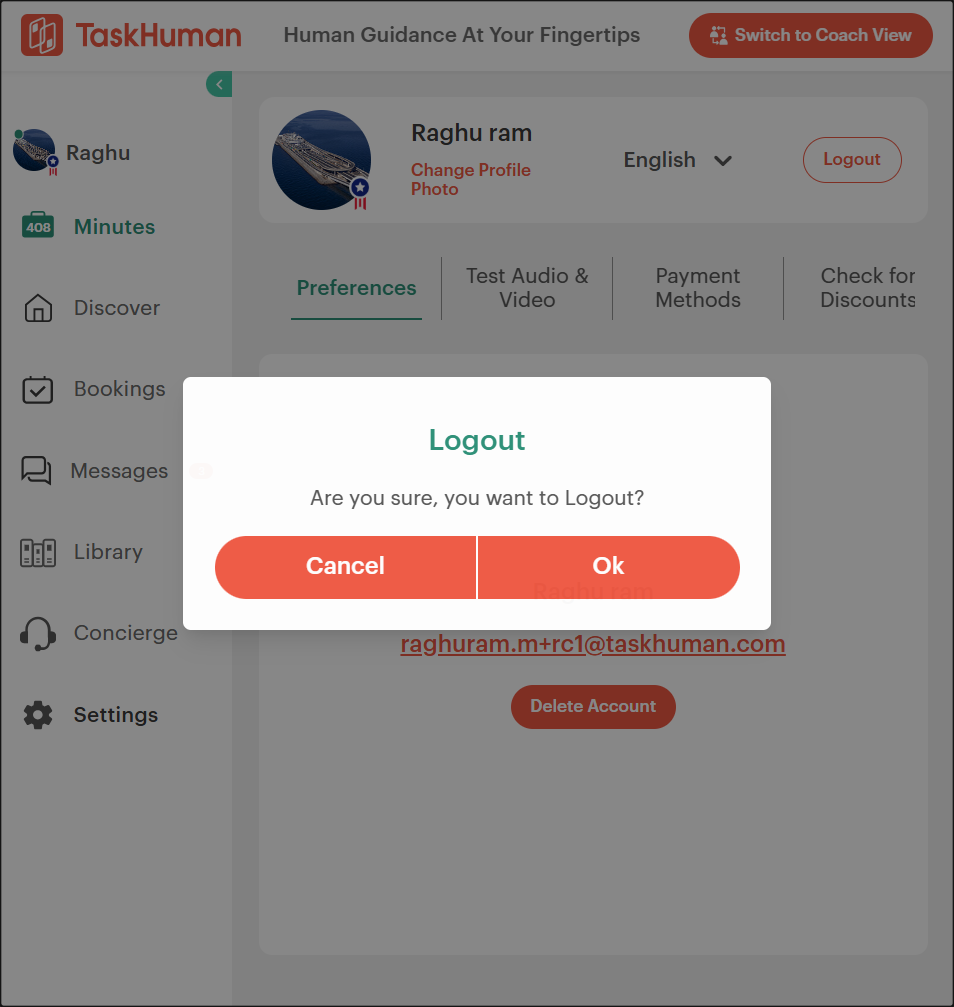 TaskHuman
Human Guidance At Your Fingertips
Switch to Coach View
Raghu
408
Minutes
Discover
Bookings
Messages
Library
Concierge
Settings
Raghu ram
Change Profile
Photo
English
Logout
Preferences
Test Audio &
Video
Payment
Methods
Check for
Discounts
Logout
Are you sure, you want to Logout?
Cancel
Ok
Raghu ram
raghuram.m+rc1@taskhuman.com
Delete Account